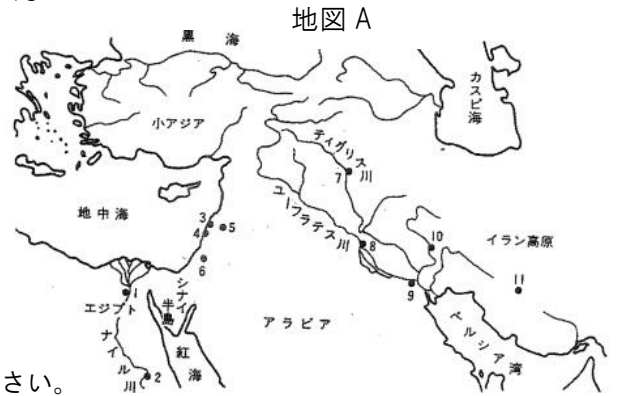 地図 A
黒海
カスピ海
小アジア
ティグリス川
7
地中海
3
4
5
ユーフラテス川
8
10
イラン高原
6
9
11
1
エジプト
シナイ半島
アラビア
ペルシア湾
ナイル川
2
紅海
さい。